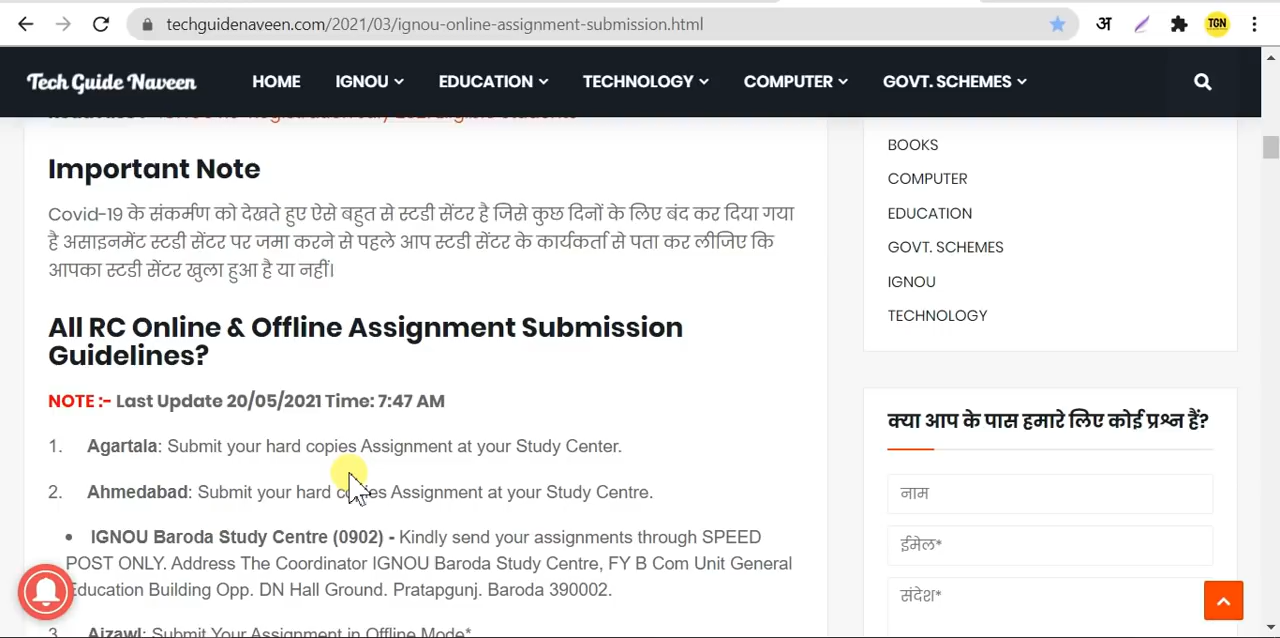 techguidenaveen.com/2021/03/ignou-online-assignment-submission.html
अ
TGN
Tech Guide Naveen
HOME
IGNOU
EDUCATION
TECHNOLOGY
COMPUTER
GOVT. SCHEMES
Important Note
Covid-19 के संकर्मण को देखते हुए ऐसे बहुत से स्टडी सेंटर है जिसे कुछ दिनों के लिए बंद कर दिया गया
है असाइनमेंट स्टडी सेंटर पर जमा करने से पहले आप स्टडी सेंटर के कार्यकर्ता से पता कर लीजिए कि
आपका स्टडी सेंटर खुला हुआ है या नहीं।
All RC Online & Offline Assignment Submission
Guidelines?
NOTE :- Last Update 20/05/2021 Time: 7:47 AM
1. Agartala: Submit your hard copies Assignment at your Study Center.
2. Ahmedabad: Submit your hard copies Assignment at your Study Centre.
• IGNOU Baroda Study Centre (0902) - Kindly send your assignments through SPEED
POST ONLY. Address The Coordinator IGNOU Baroda Study Centre, FY B Com Unit General
Education Building Opp. DN Hall Ground. Pratapgunj. Baroda 390002.
3. Aizawl: Submit Your Assignment in Offline Mode*
BOOKS
COMPUTER
EDUCATION
GOVT. SCHEMES
IGNOU
TECHNOLOGY
क्या आप के पास हमारे लिए कोई प्रश्न हैं?
नाम
ईमेल*
संदेश*